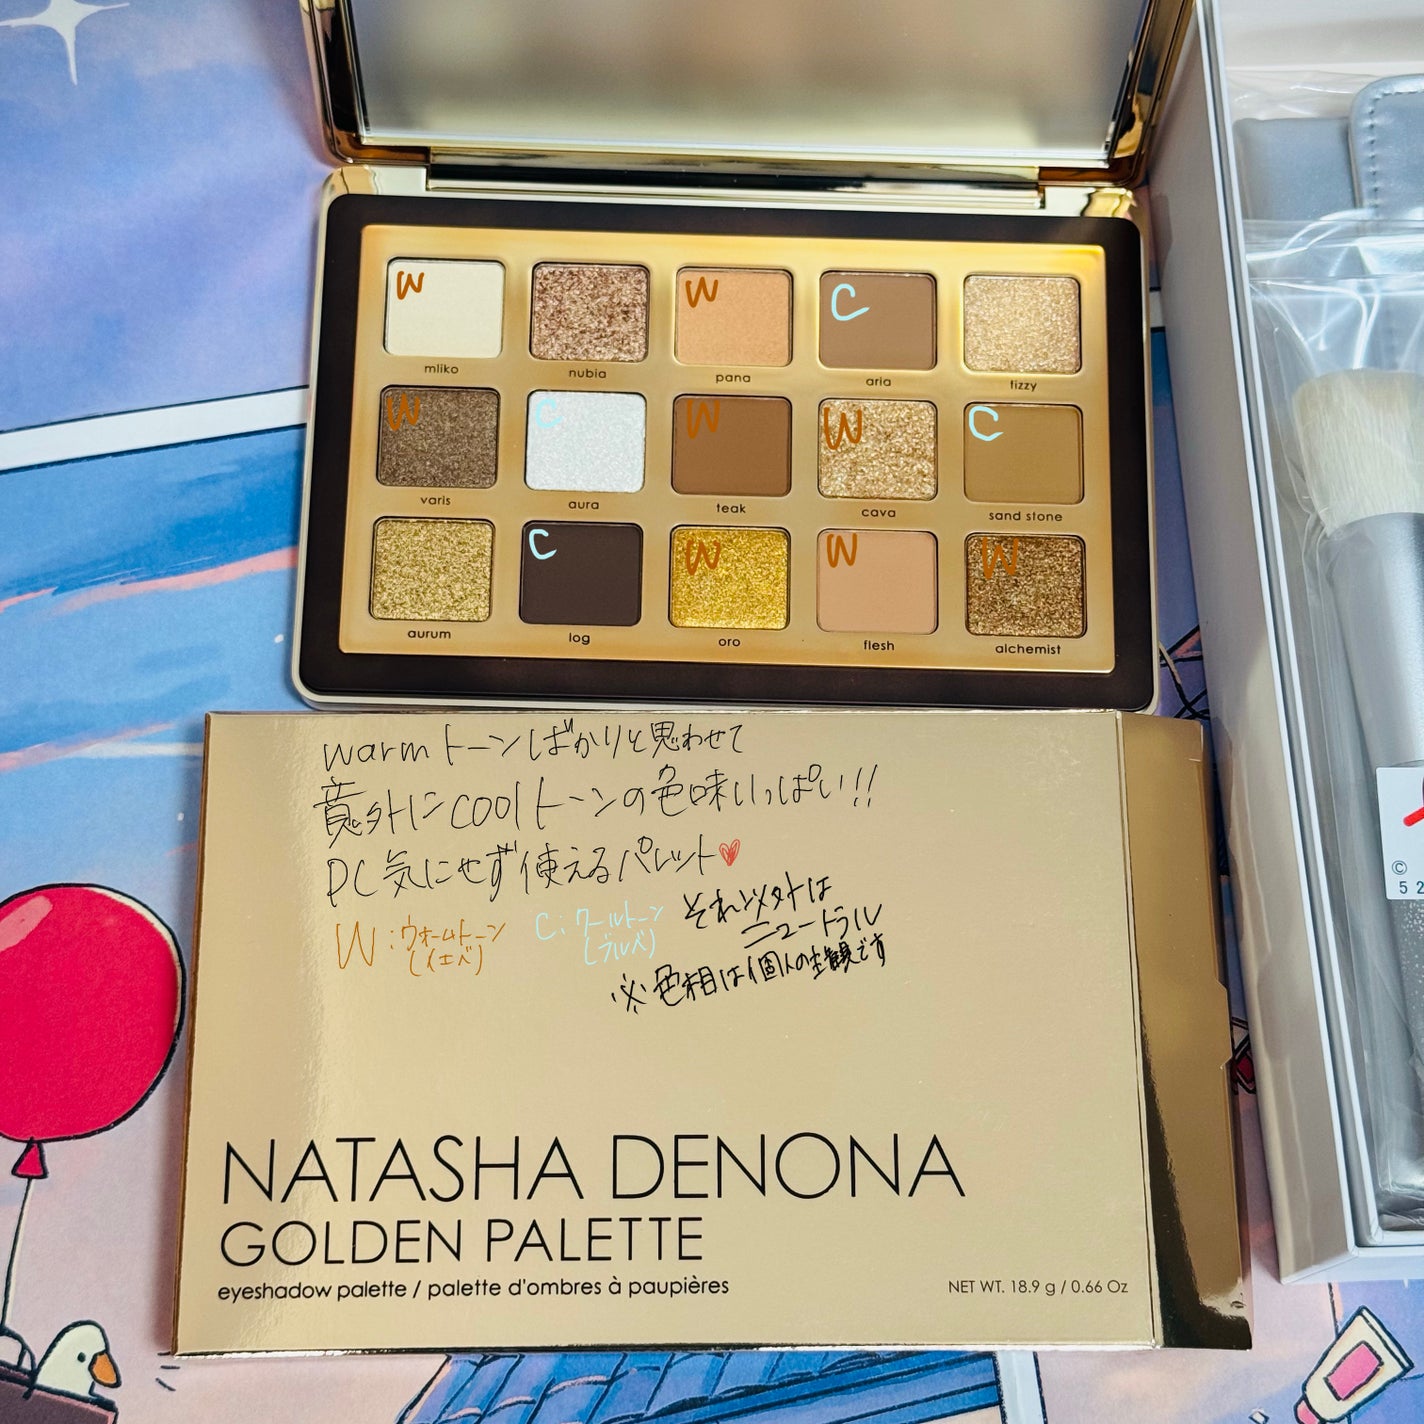 W
W
C
mliko
nubia
pana
aria
fizzy
W
C
W
W
C
varis
aura
teak
cava
sand stone
C
W
W
W
aurum
log
oro
flesh
alchemist
warmトーンばかりと思わせて
意外にcoolトーンの色味いっぱい!!
PC気にせず使えるパレット♥
W:ウォームトーン
(イエベ)
C:クールトーン
(ブルベ)
それ以外は
ニュートラル
※色相は個人の主観です
NATASHA DENONA
GOLDEN PALETTE
eyeshadow palette / palette d'ombres à paupières
NET WT. 18.9 g / 0.66 Oz
©
52